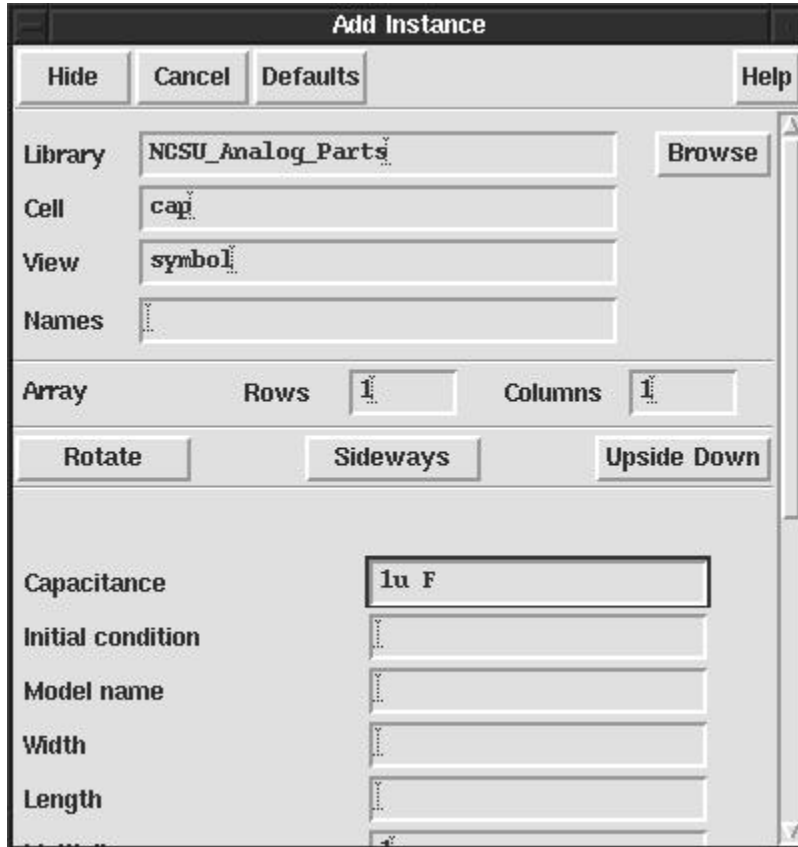 Add Instance
Hide Cancel Defaults Help
Library NCSU_Analog_Parts Browse
Cell cap
View symbol
Names
Array Rows 1 Columns 1
Rotate Sideways Upside Down
Capacitance 1u F
Initial condition
Model name
Width
Length